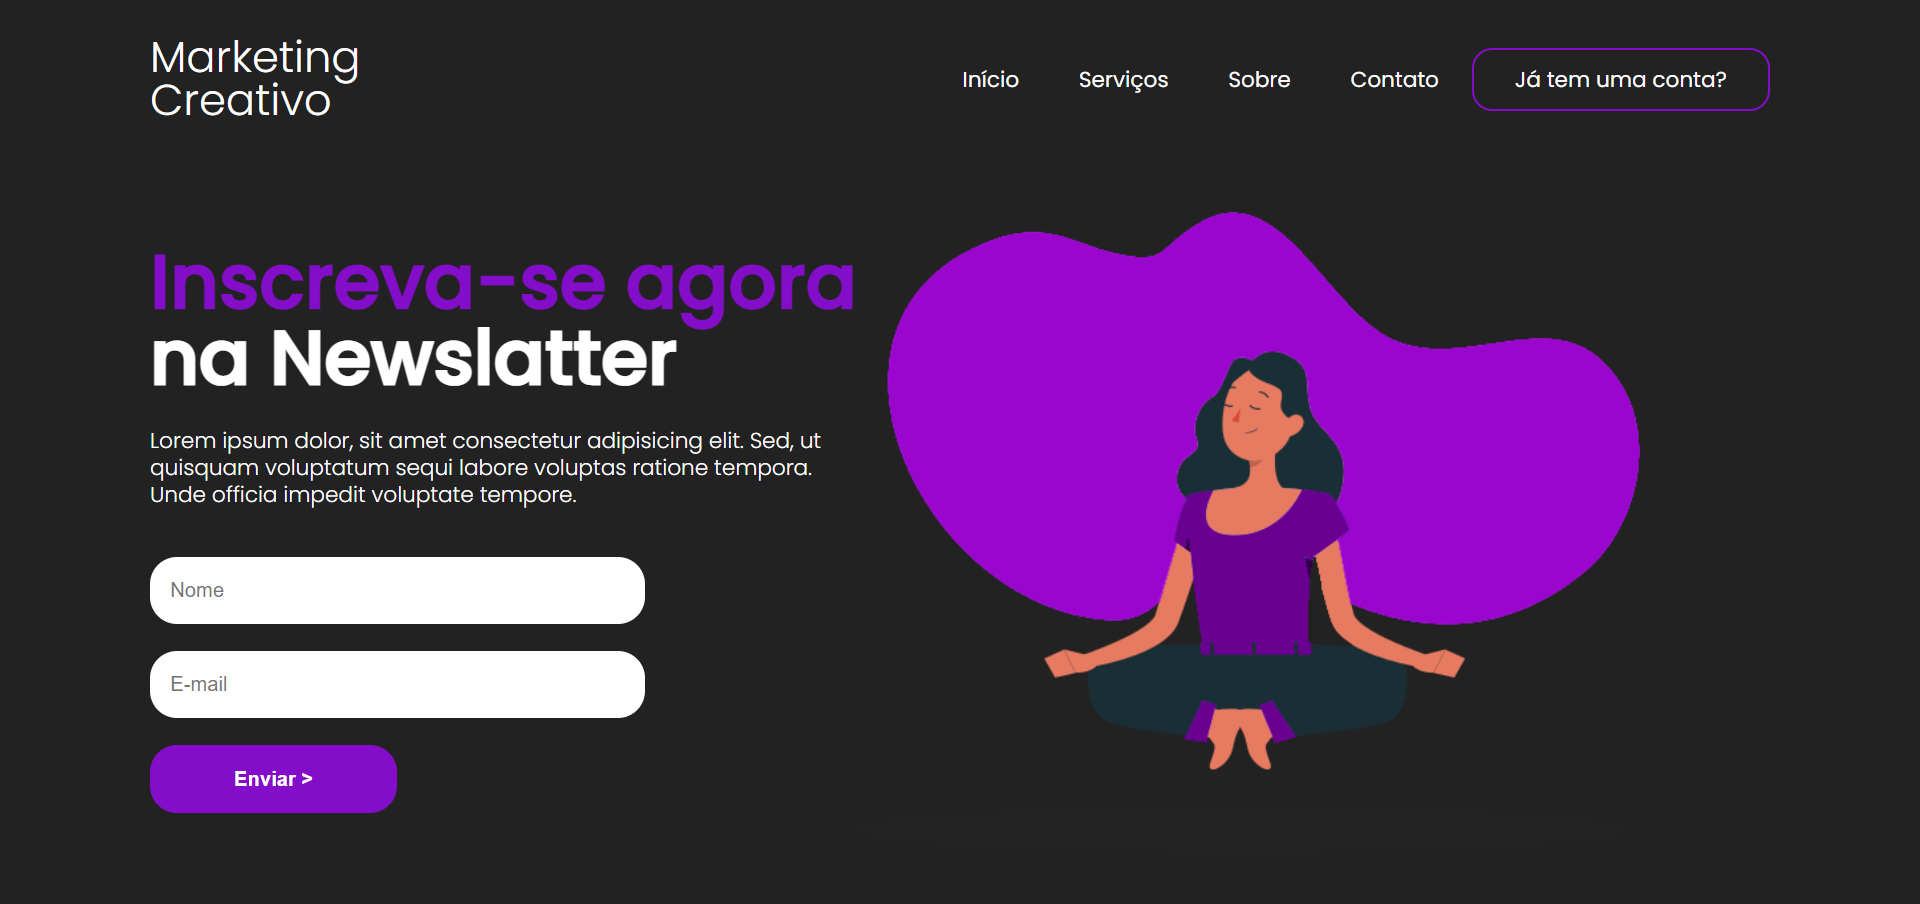 Marketing
Creativo
Início Serviços Sobre Contato Já tem uma conta?
Inscreva-se agora
na Newslatter
Lorem ipsum dolor, sit amet consectetur adipisicing elit. Sed, ut
quisquam voluptatum sequi labore voluptas ratione tempora.
Unde officia impedit voluptate tempore.
Nome
E-mail
Enviar >